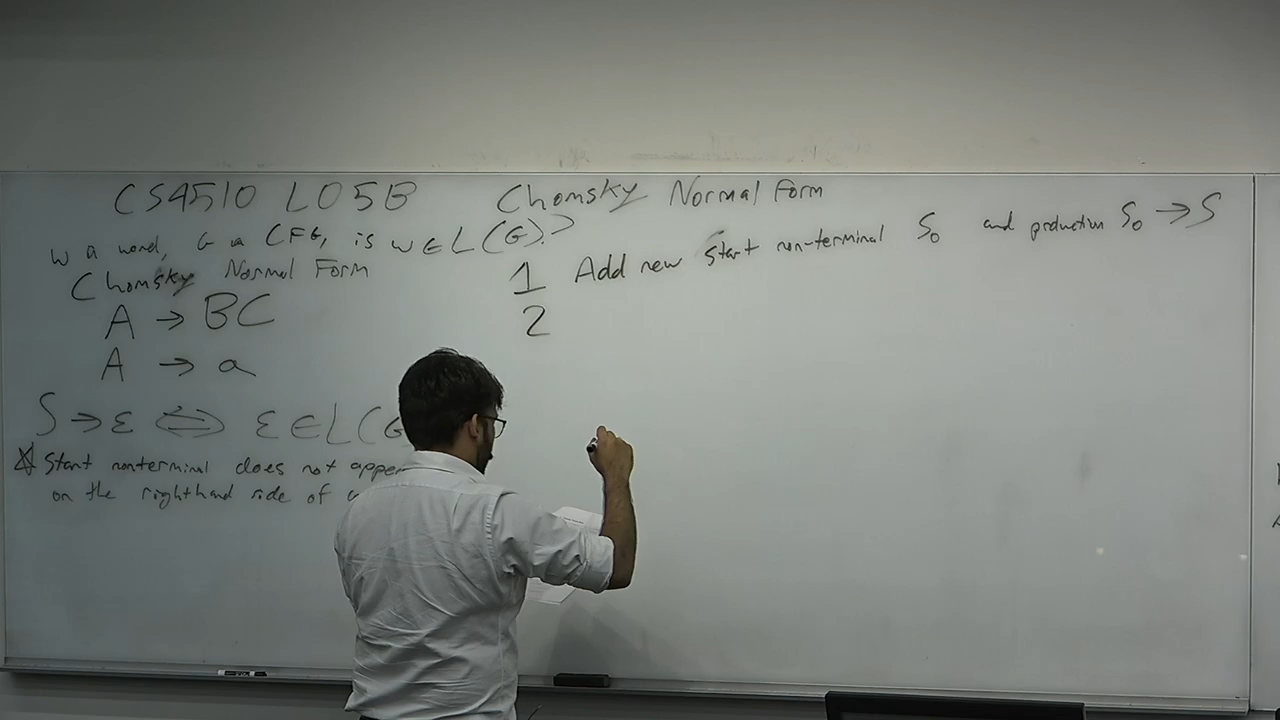 CS4510 L05B
w a word, G a CFG, is w∈L(G)?
Chomsky Normal Form
A → BC
A → a
S → ε ⟺ ε∈L(G
☆ Start nonterminal does not appear
on the righthand side of
Chomsky Normal Form
1 Add new start non-terminal S₀ and production S₀ → S
2